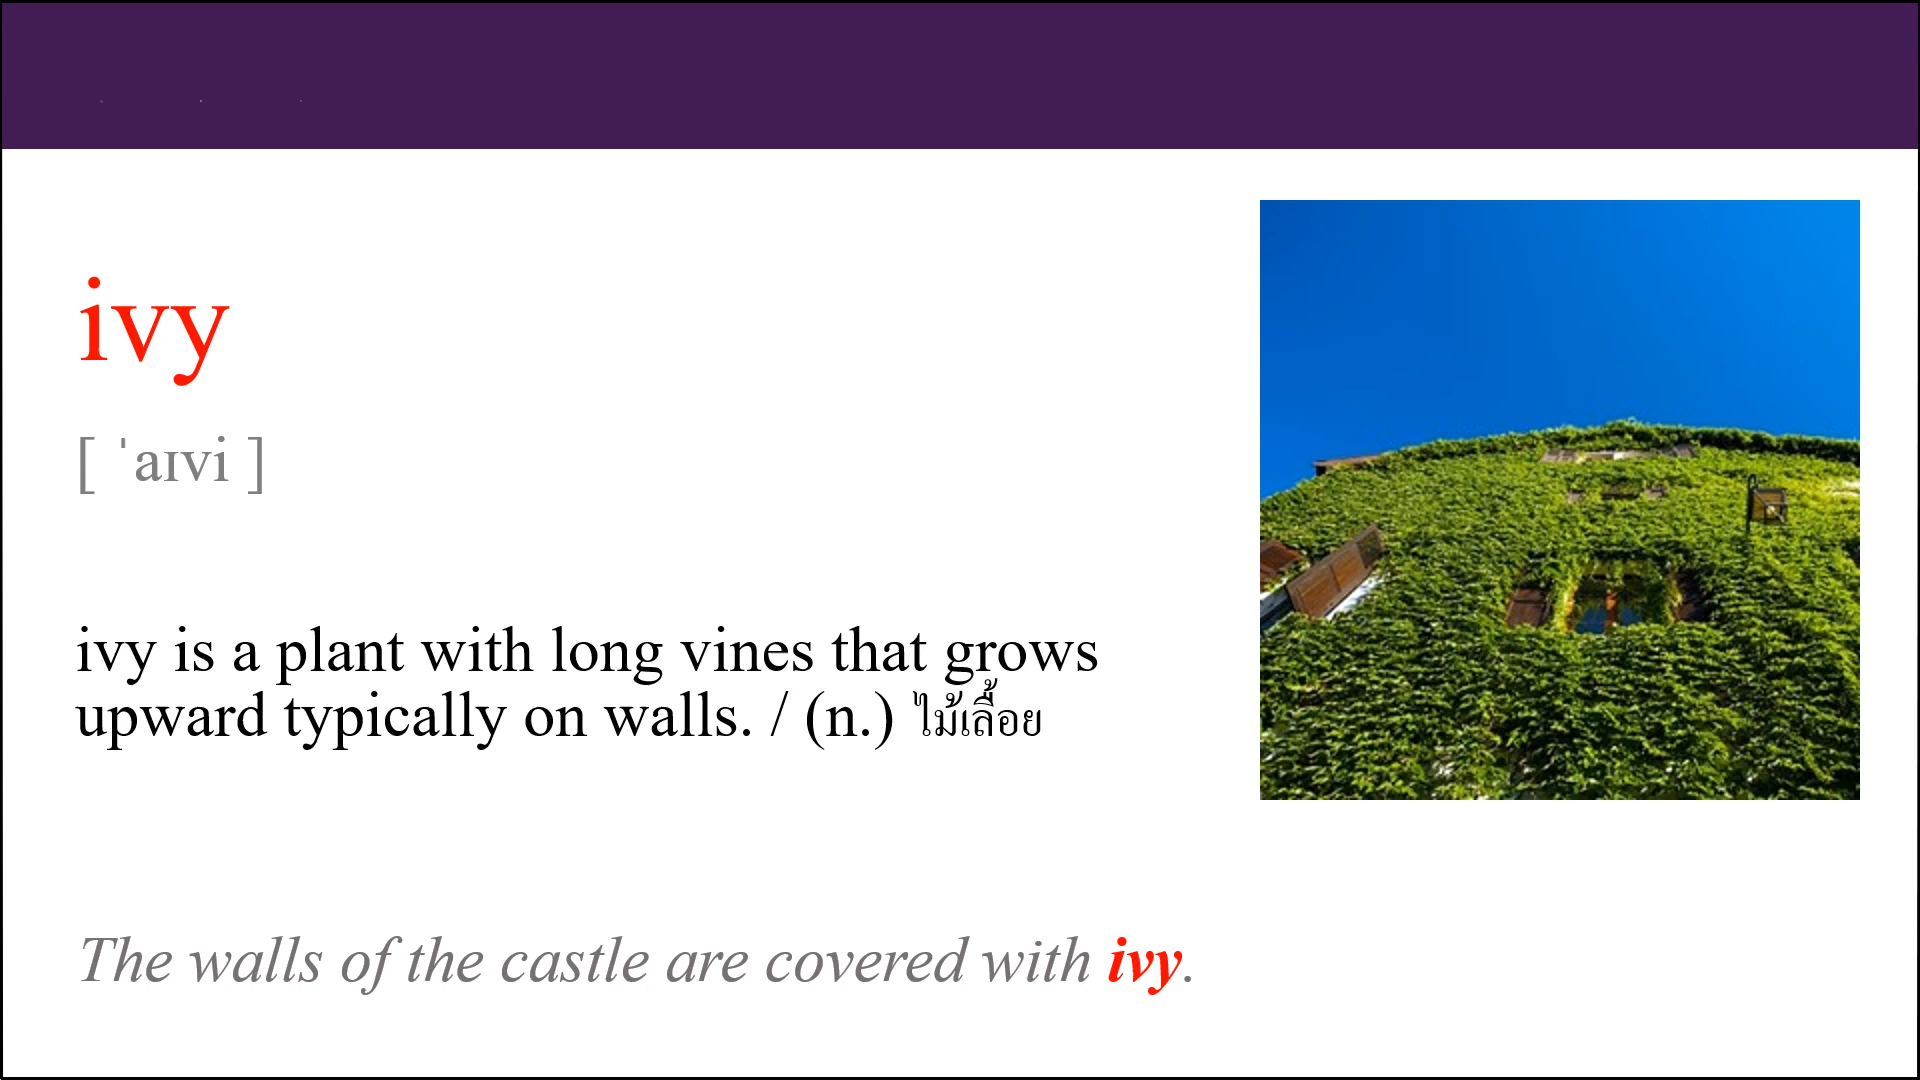 ivy
[ ˈaɪvi ]
ivy is a plant with long vines that grows
upward typically on walls. / (n.) ไม้เลื้อย
The walls of the castle are covered with ivy.